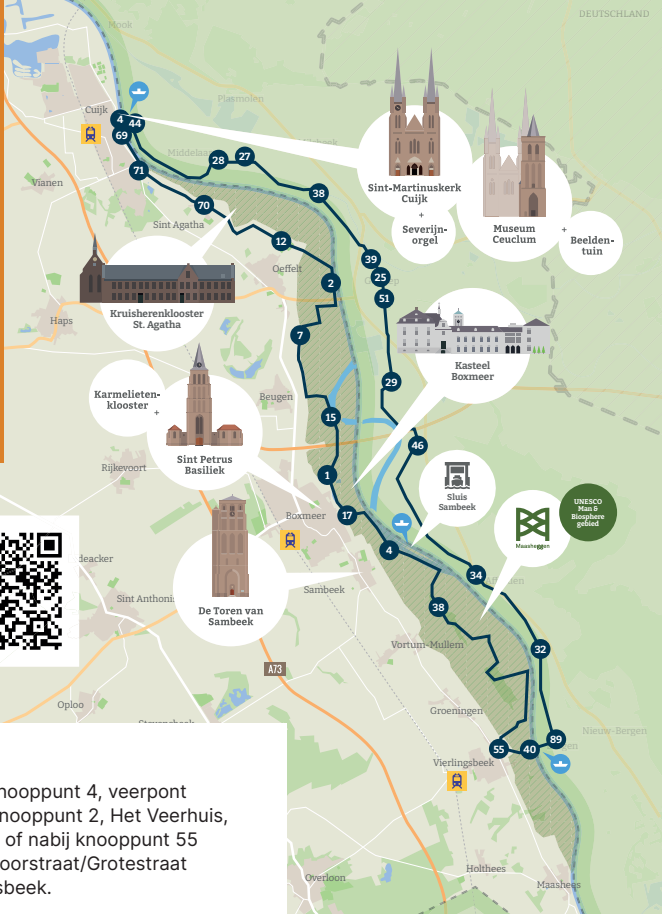 DEUTSCHLAND
Mook
Plasmolen
Cuijk
4
44
69
Middelaar
28
27
71
Vianen
38
70
Sint Agatha
12
Oeffelt
39
25
51
2
7
29
15
46
1
17
4
34
38
32
55
40
89
Sint-Martinuskerk
Cuijk
+
Severijn-
orgel
Museum
Ceuclum
+
Beelden-
tuin
Kruisherenklooster
St. Agatha
Haps
Kasteel
Boxmeer
Karmelieten-
klooster
+
Beugen
Sint Petrus
Basiliek
Rijkevoort
Sluis
Sambeek
UNESCO
Man &
Biosphere
gebied
Boxmeer
deacker
De Toren van
Sambeek
Sambeek
Sint Anthonis
Vortum-Mullem
A73
Oploo
Groeningen
Nieuw-Bergen
Vierlingsbeek
nooppunt 4, veerpont
nooppunt 2, Het Veerhuis,
of nabij knooppunt 55
oorstraat/Grotestraat
sbeek.
Overloon
Holthees
Maashees